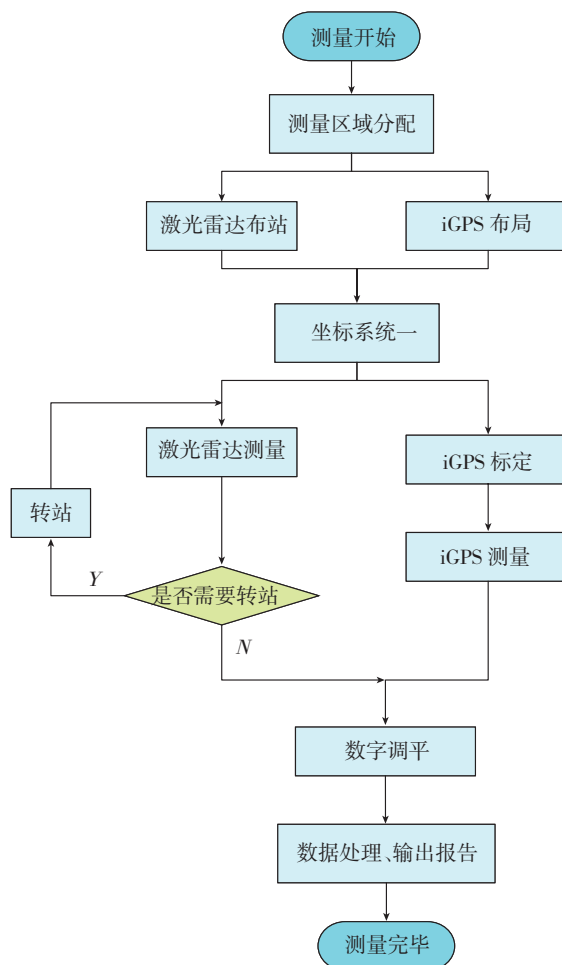 测量开始
测量区域分配
激光雷达布站
iGPS 布局
坐标系统一
激光雷达测量
iGPS 标定
转站
iGPS 测量
Y
是否需要转站
N
数字调平
数据处理、输出报告
测量完毕